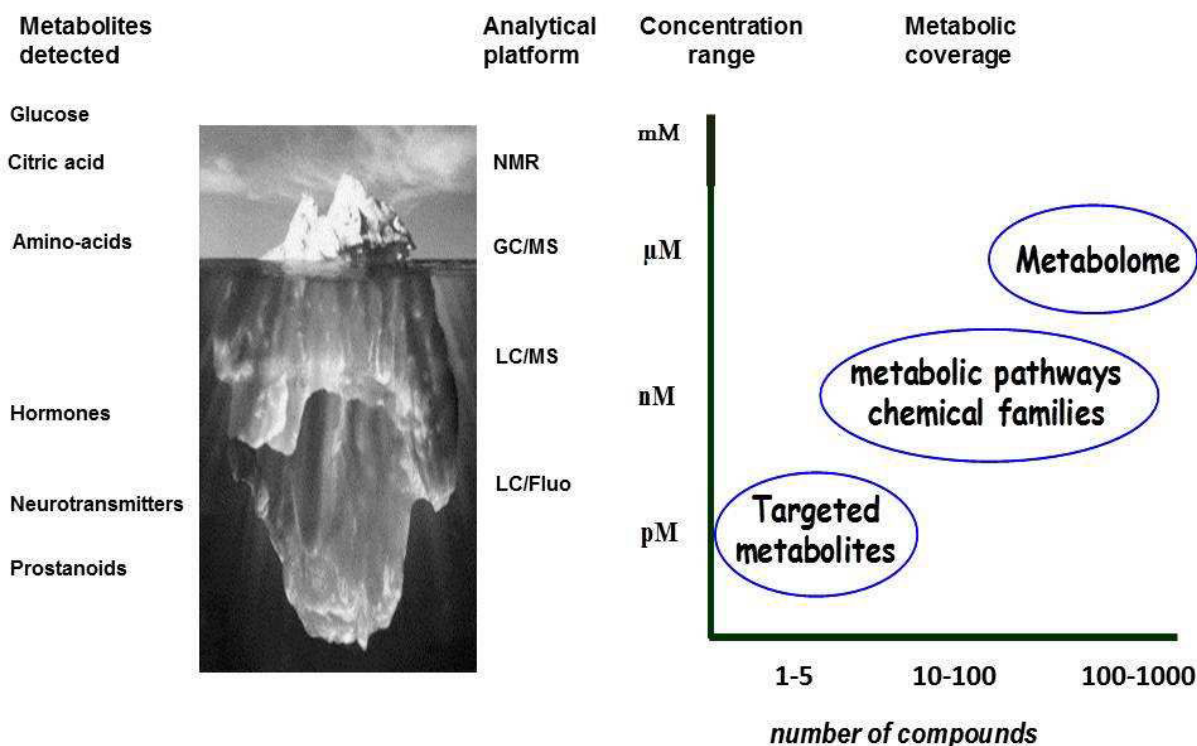 Metabolites
detected
Analytical
platform
Concentration
range
Metabolic
coverage
Glucose
Citric acid
Amino-acids
Hormones
Neurotransmitters
Prostanoids
NMR
GC/MS
LC/MS
LC/Fluo
mM
µM
nM
pM
Metabolome
metabolic pathways
chemical families
Targeted
metabolites
1-5
10-100
100-1000
number of compounds